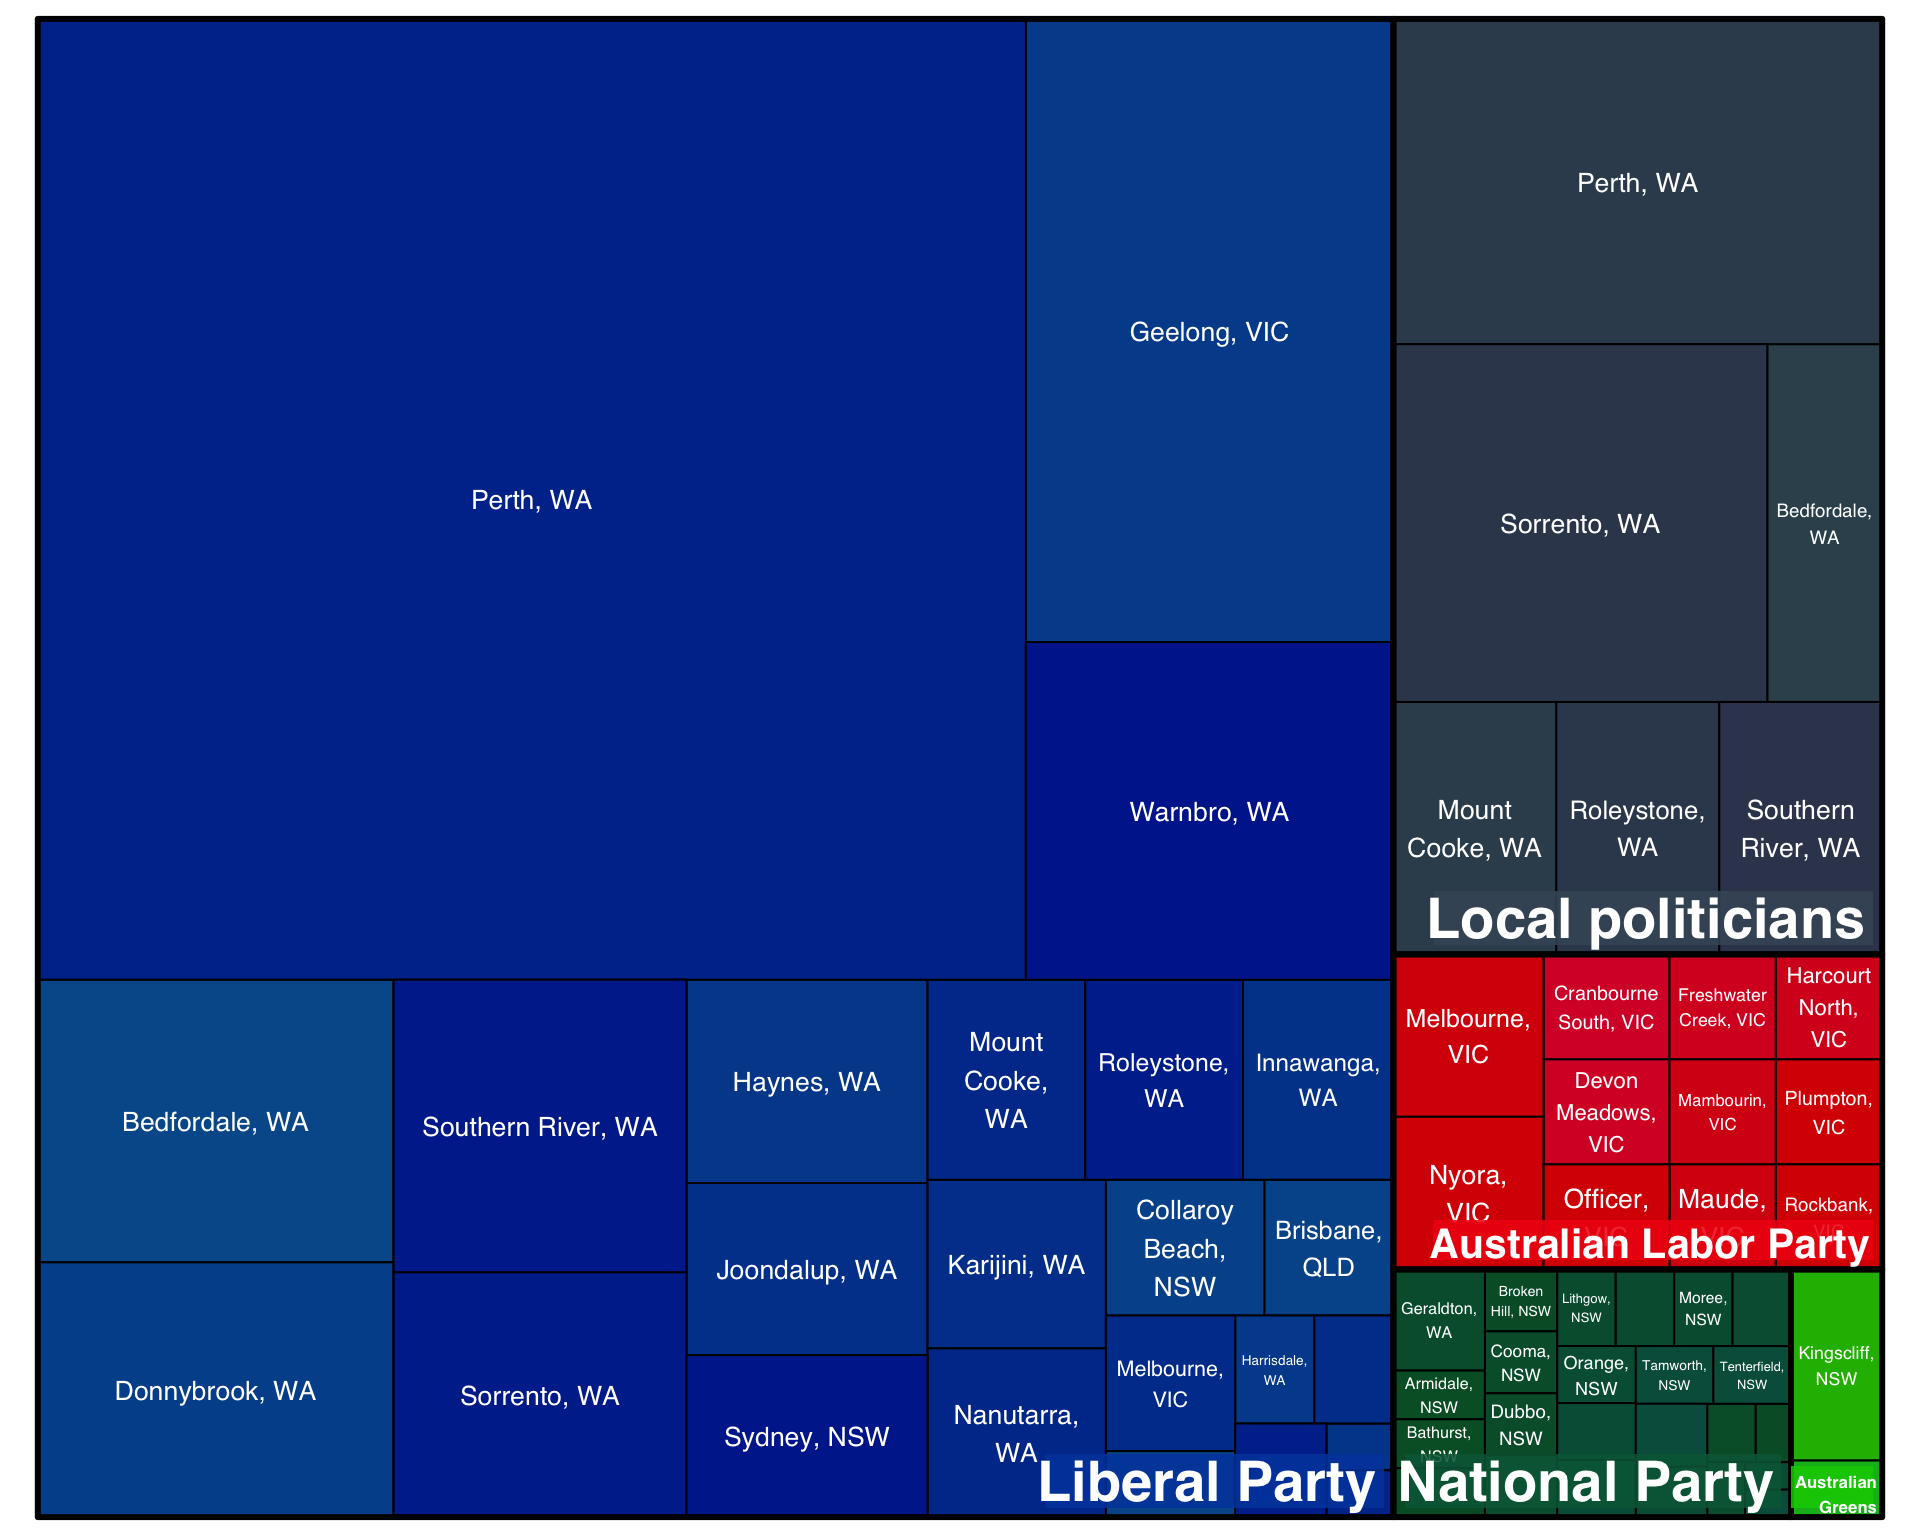 Perth, WA
Geelong, VIC
Warnbro, WA
Bedfordale, WA
Donnybrook, WA
Southern River, WA
Sorrento, WA
Haynes, WA
Joondalup, WA
Sydney, NSW
Mount
Cooke,
WA
Roleystone,
WA
Innawanga,
WA
Karijini, WA
Nanutarra,
WA
Collaroy
Beach,
NSW
Brisbane,
QLD
Melbourne,
VIC
Harrisdale,
WA
Liberal Party
Perth, WA
Sorrento, WA
Bedfordale,
WA
Mount
Cooke, WA
Roleystone,
WA
Southern
River, WA
Local politicians
Melbourne,
VIC
Nyora,
VIC
Cranbourne
South, VIC
Freshwater
Creek, VIC
Harcourt
North,
VIC
Devon
Meadows,
VIC
Mambourin,
VIC
Plumpton,
VIC
Officer,
VIC
Maude,
VIC
Rockbank,
VIC
Australian Labor Party
Geraldton,
WA
Armidale,
NSW
Bathurst,
NSW
Broken
Hill, NSW
Cooma,
NSW
Dubbo,
NSW
Lithgow,
NSW
Moree,
NSW
Orange,
NSW
Tamworth,
NSW
Tenterfield,
NSW
National Party
Kingscliff,
NSW
Australian
Greens